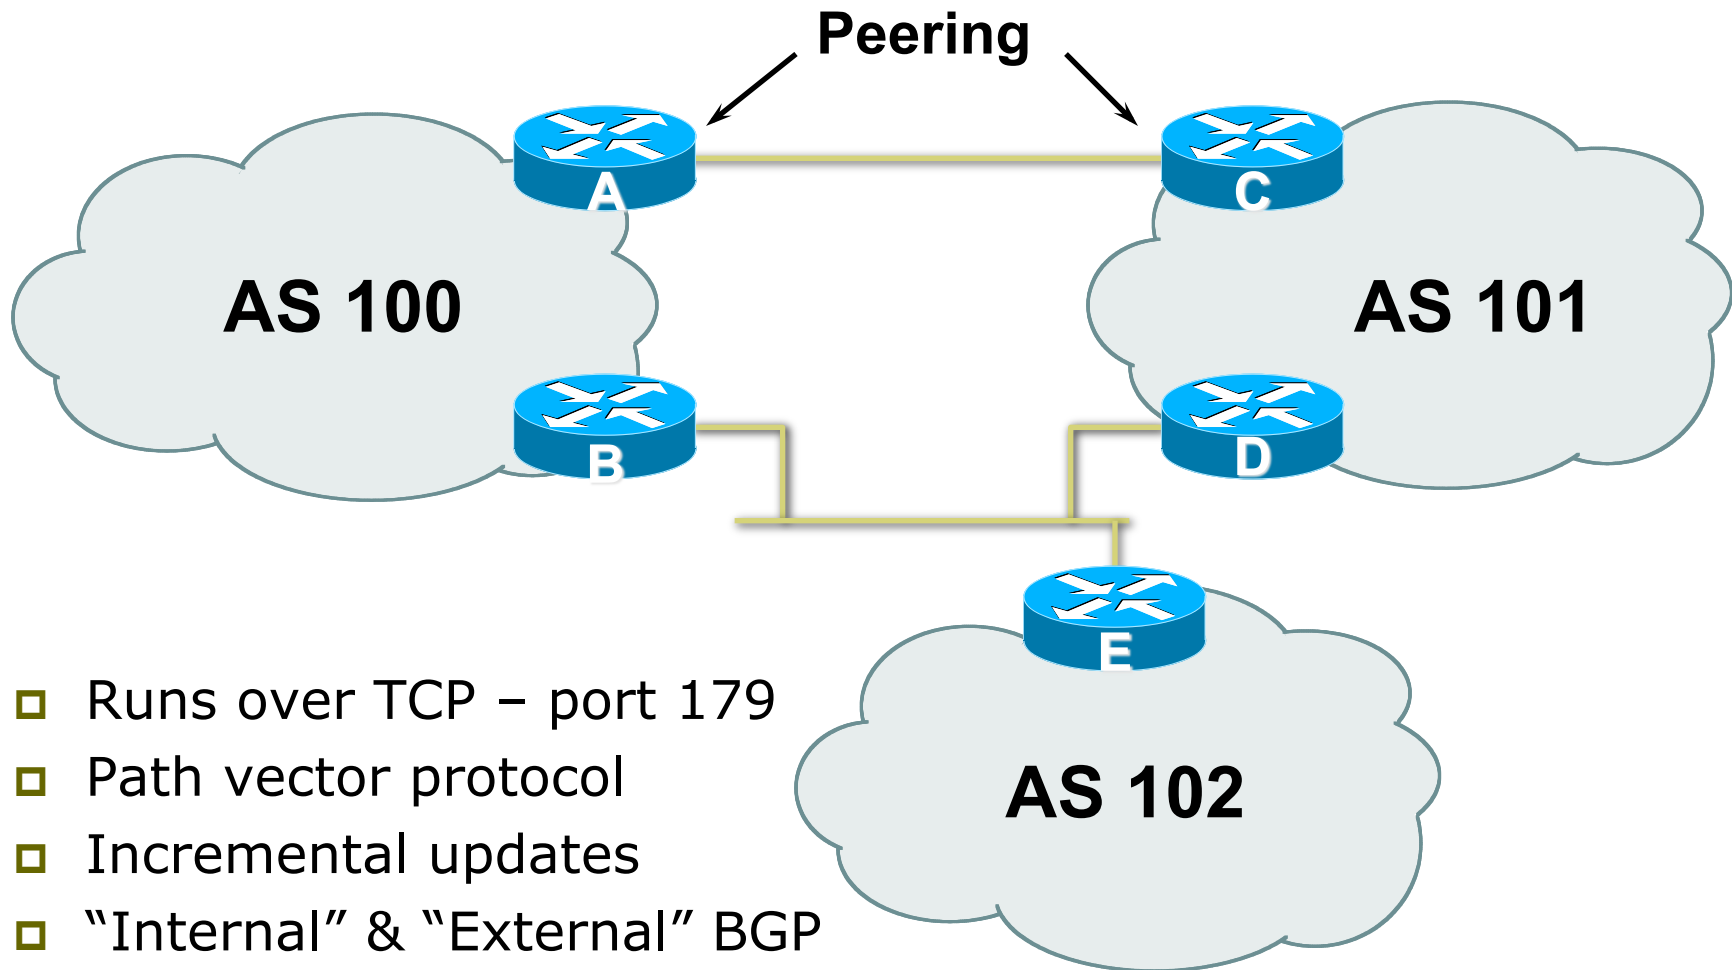 Peering
A
C
AS 100
AS 101
B
D
E
AS 102
Runs over TCP – port 179
Path vector protocol
Incremental updates
“Internal” & “External” BGP